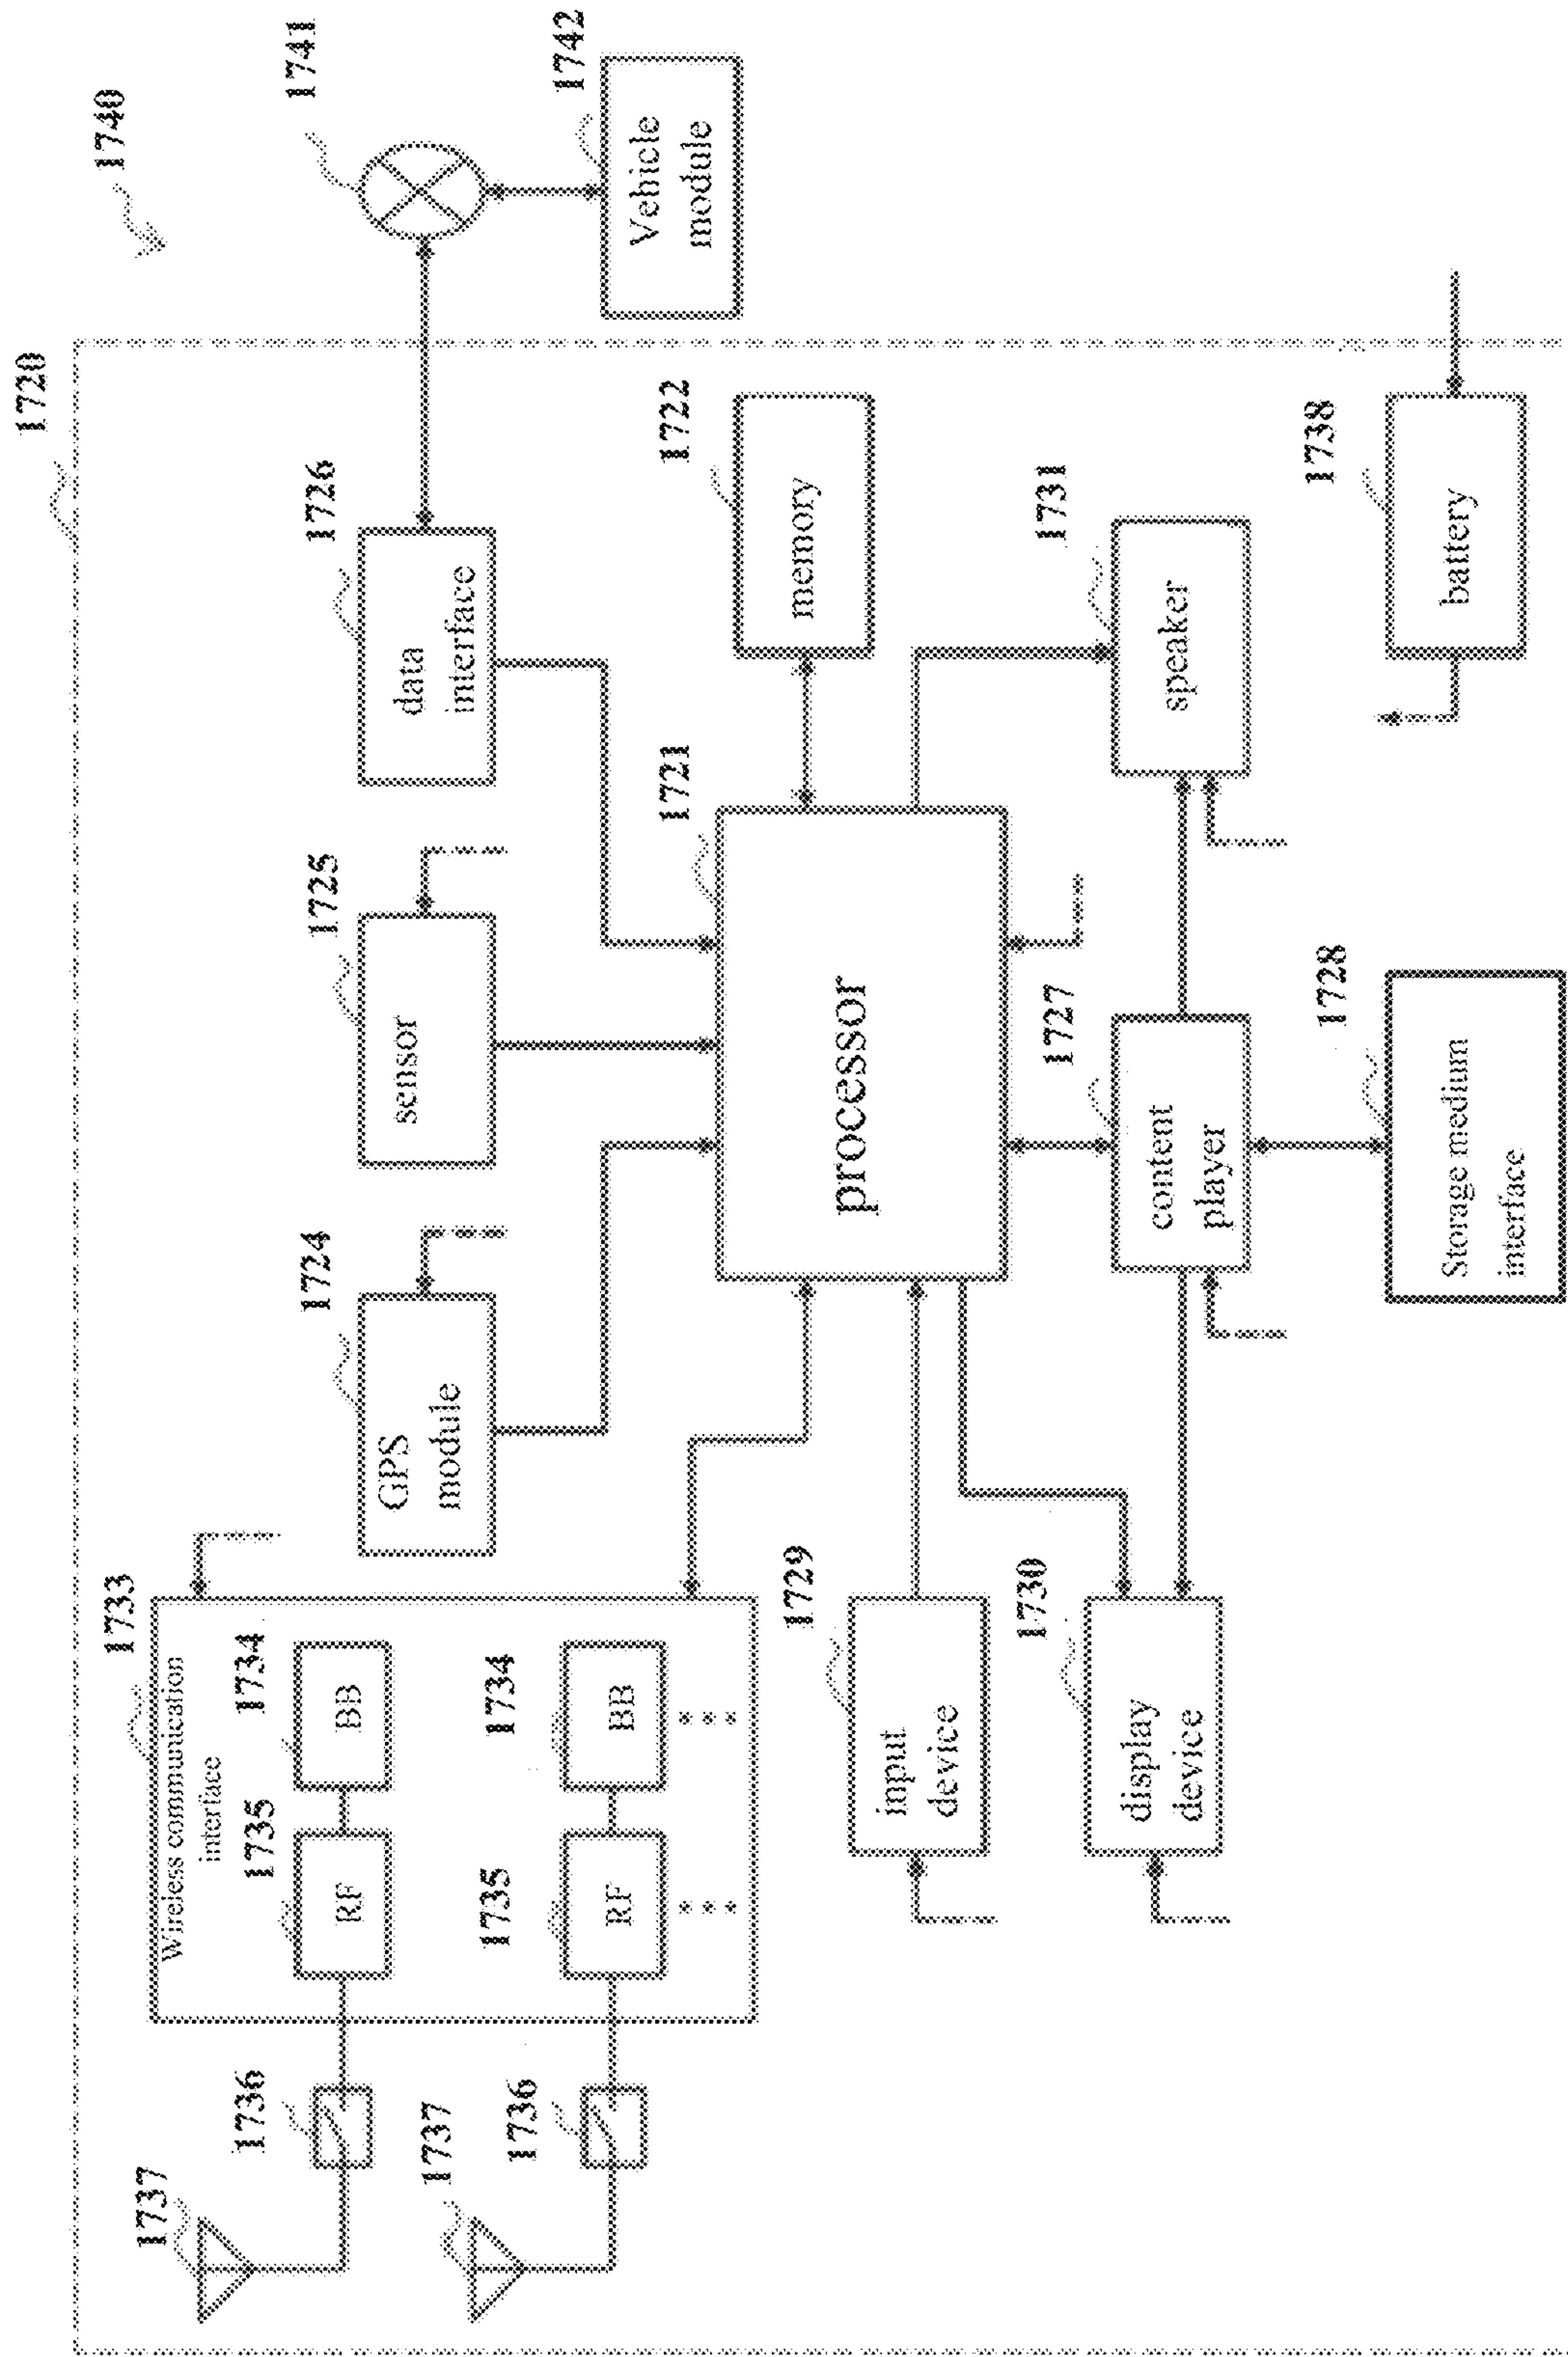 1740
1720
1733
Wireless communication
interface
1737
1736
1735
RF
1734
BB
1737
1736
1735
RF
1734
BB
1724
GPS
module
1725
sensor
1726
data
interface
1741
1742
Vehicle
module
1721
processor
1722
memory
1729
input
device
1730
display
device
1727
content
player
1731
speaker
1728
Storage medium
interface
1738
battery